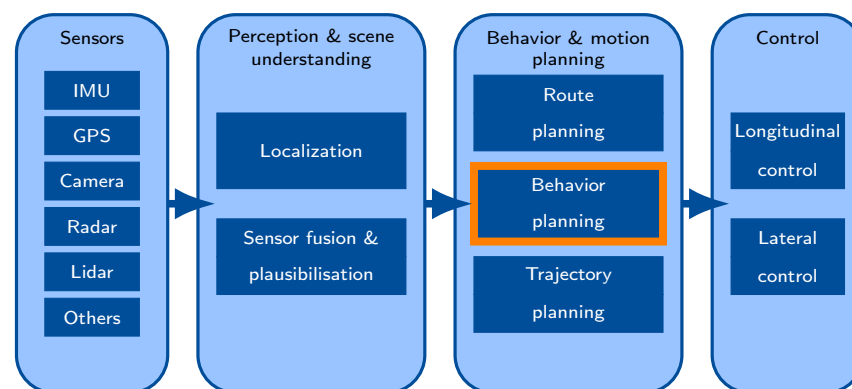 Sensors
IMU
GPS
Camera
Radar
Lidar
Others
Perception & scene
understanding
Localization
Sensor fusion &
plausibilisation
Behavior & motion
planning
Route
planning
Behavior
planning
Trajectory
planning
Control
Longitudinal
control
Lateral
control